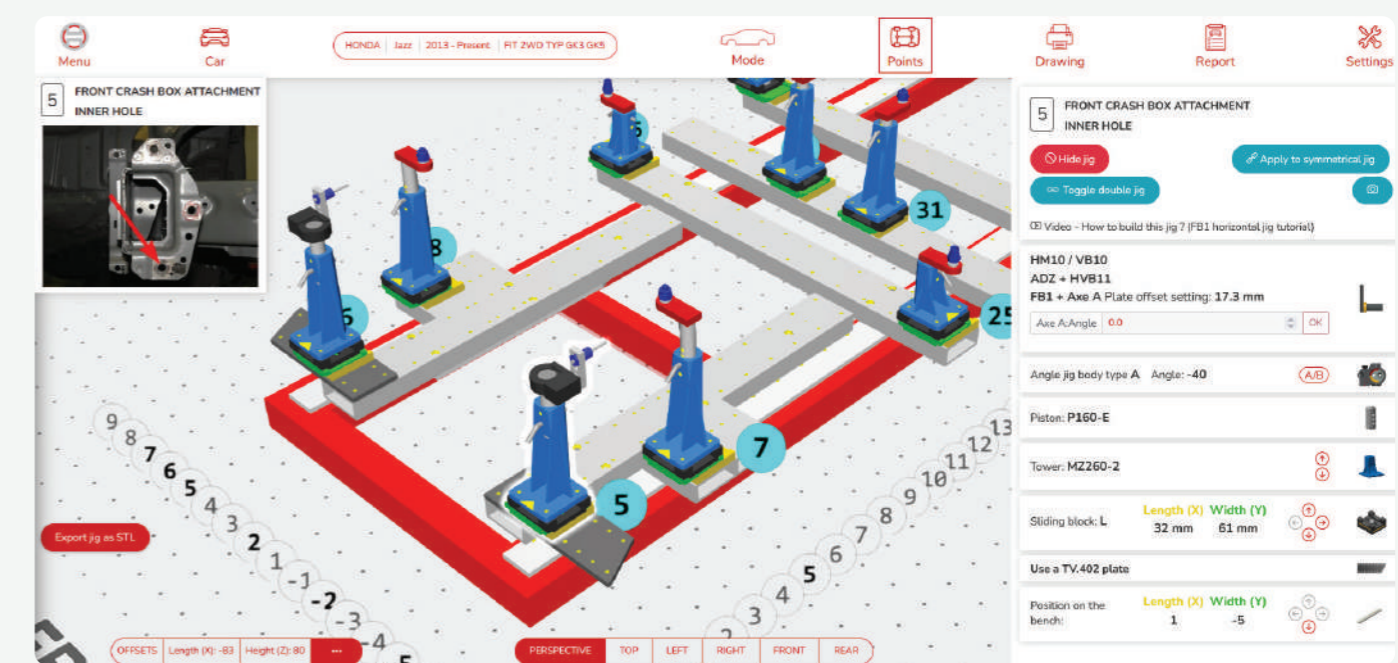 Menu
Car
HONDA Jazz 2013 - Present FIT ZWD TYP GK3 GK5
Mode
Points
Drawing
Report
Settings
5 FRONT CRASH BOX ATTACHMENT
INNER HOLE
31
8
25
7
5
9
8
7
6
5
4
3
2
1
-1
-2
-3
-4
5
13
12
11
10
9
8
7
6
5
4
3
2
Export jig as STL
OFFSETS Length (X): -83 Height (Z): 80 ...
PERSPECTIVE TOP LEFT RIGHT FRONT REAR
5 FRONT CRASH BOX ATTACHMENT
INNER HOLE
Hide jig
Apply to symmetrical jig
Toggle double jig
Video - How to build this jig ? (FB1 horizontal jig tutorial)
HM10 / VB10
ADZ + HVB11
FB1 + Axe A Plate offset setting: 17.3 mm
Axe A:Angle 0.0 OK
Angle jig body type A Angle: -40 (A/B)
Piston: P160-E
Tower: MZ260-2
Sliding block: L Length (X) Width (Y)
32 mm 61 mm
Use a TV.402 plate
Position on the bench: Length (X) Width (Y)
1 -5